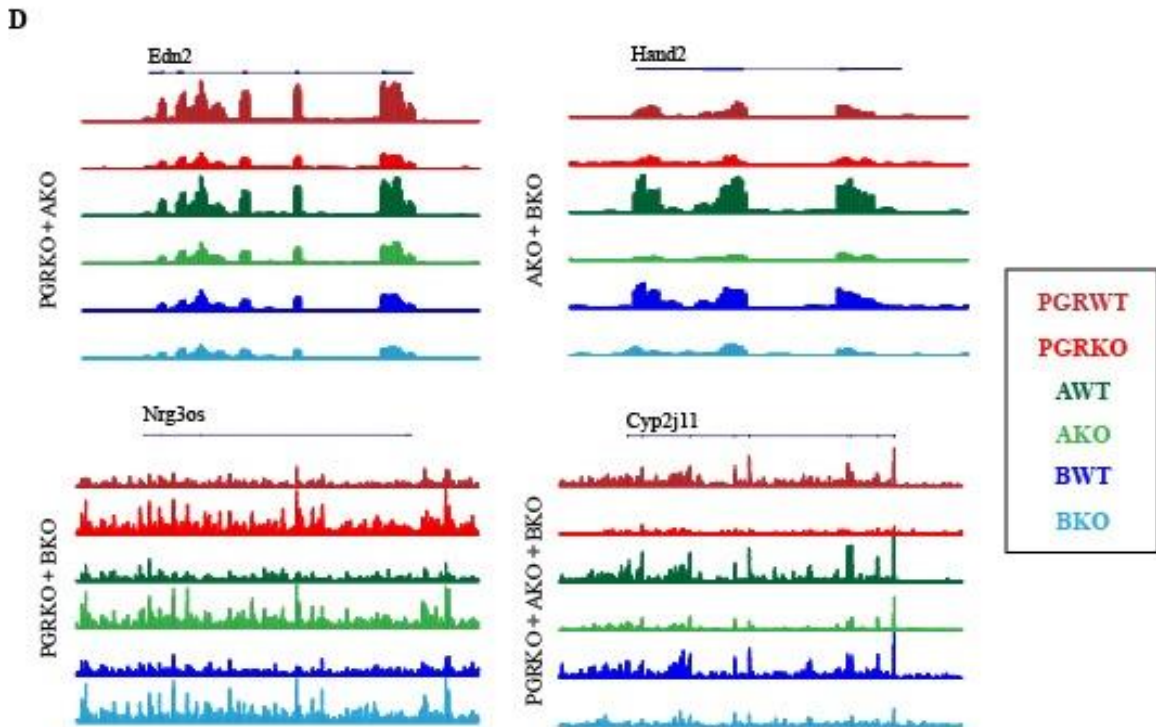 D
Edn2
Hand2
PGRKO + AKO
AKO + BKO
PGRWT
PGRKO
AWT
AKO
BWT
BKO
Nrg3os
Cyp2j11
PGRKO + BKO
PGRKO + AKO + BKO